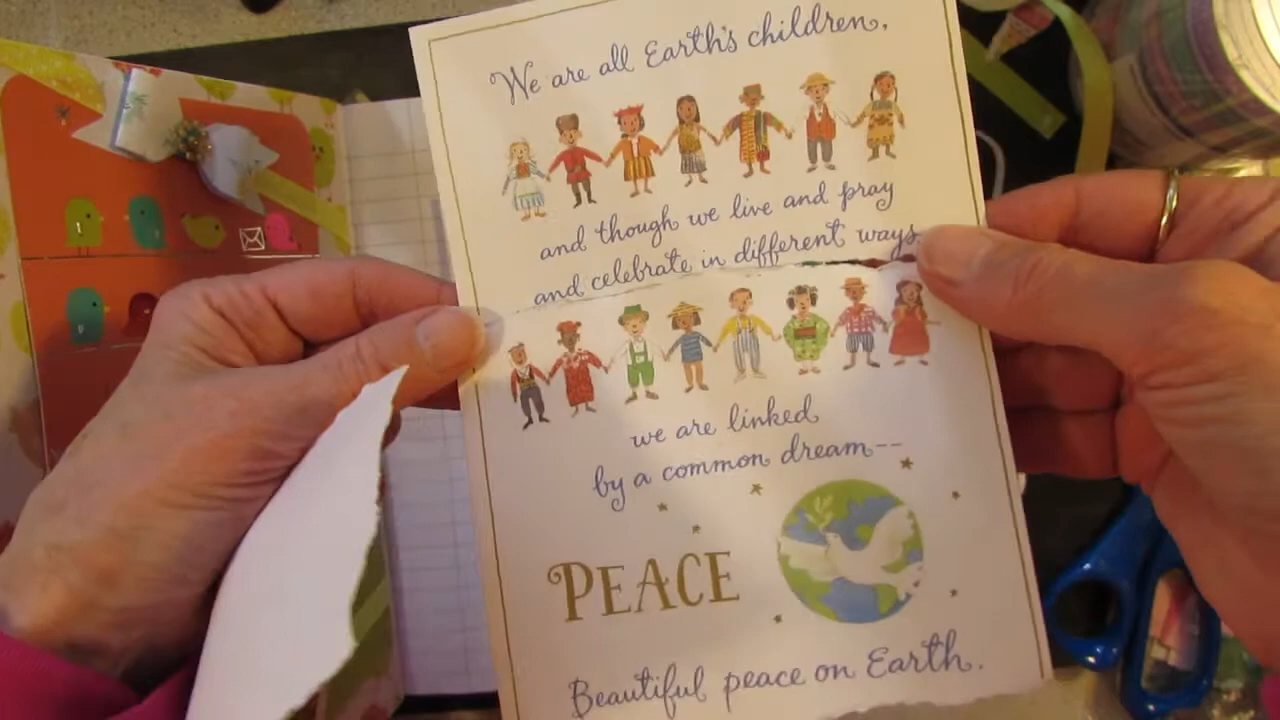 We are all Earth's children,
and though we live and pray
and celebrate in different ways,
we are linked
by a common dream--
PEACE
Beautiful peace on Earth.